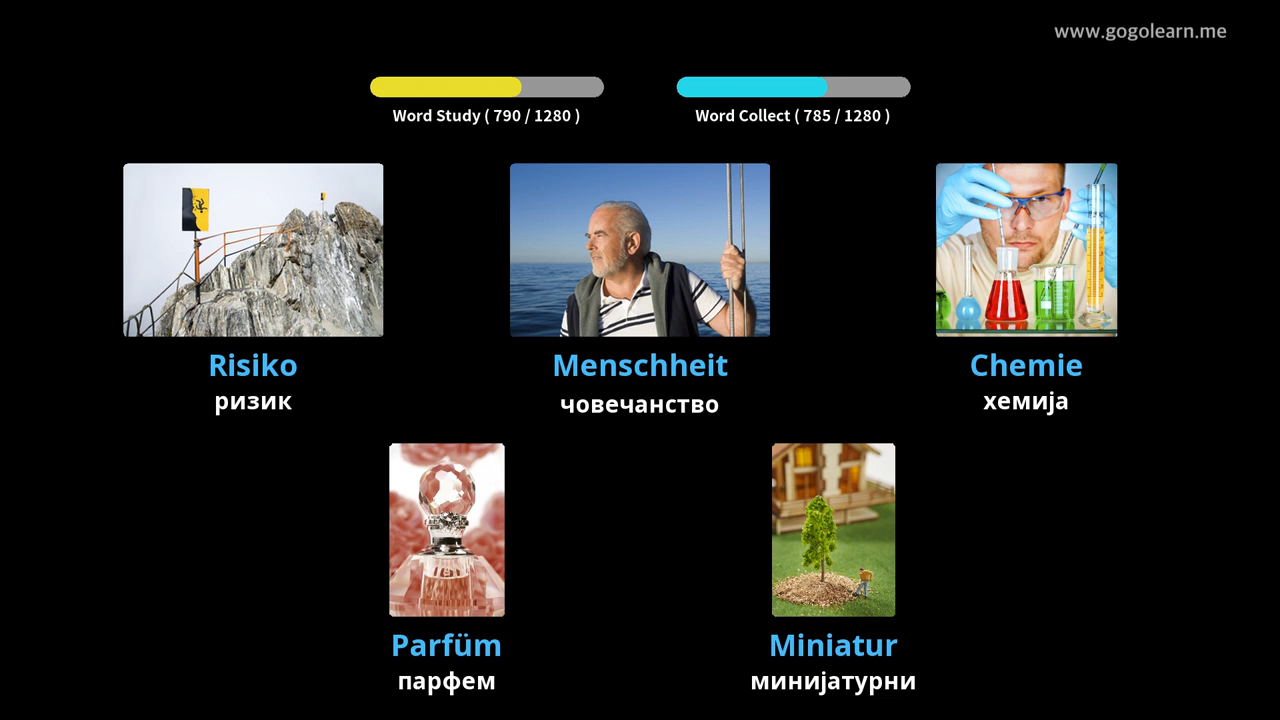 www.gogolearn.me
Word Study ( 790 / 1280 )
Word Collect ( 785 / 1280 )
Risiko
ризик
Menschheit
човечанство
Chemie
хемија
Parfüm
парфем
Miniatur
минијатурни